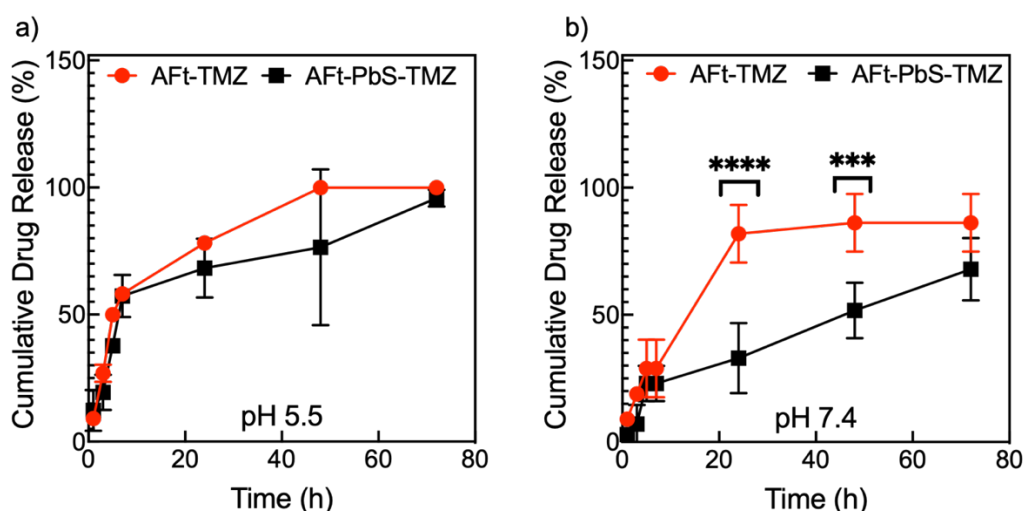 a)
150
100
50
0
Cumulative Drug Release (%)
AFt-TMZ AFt-PbS-TMZ
pH 5.5
0 20 40 60 80
Time (h)
b)
150
100
50
0
Cumulative Drug Release (%)
AFt-TMZ AFt-PbS-TMZ
**** ***
pH 7.4
0 20 40 60 80
Time (h)